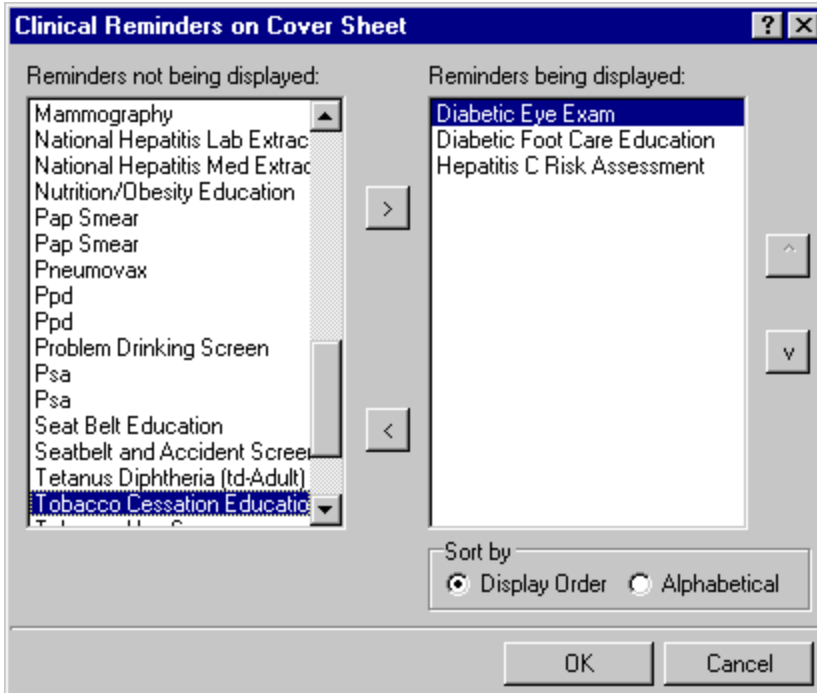 Clinical Reminders on Cover Sheet
Reminders not being displayed:
Mammography
National Hepatitis Lab Extrac
National Hepatitis Med Extrac
Nutrition/Obesity Education
Pap Smear
Pap Smear
Pneumovax
Ppd
Ppd
Problem Drinking Screen
Psa
Psa
Seat Belt Education
Seatbelt and Accident Screen
Tetanus Diphtheria (td-Adult)
Tobacco Cessation Educatio
>
<
Reminders being displayed:
Diabetic Eye Exam
Diabetic Foot Care Education
Hepatitis C Risk Assessment
^
v
Sort by
Display Order Alphabetical
OK Cancel